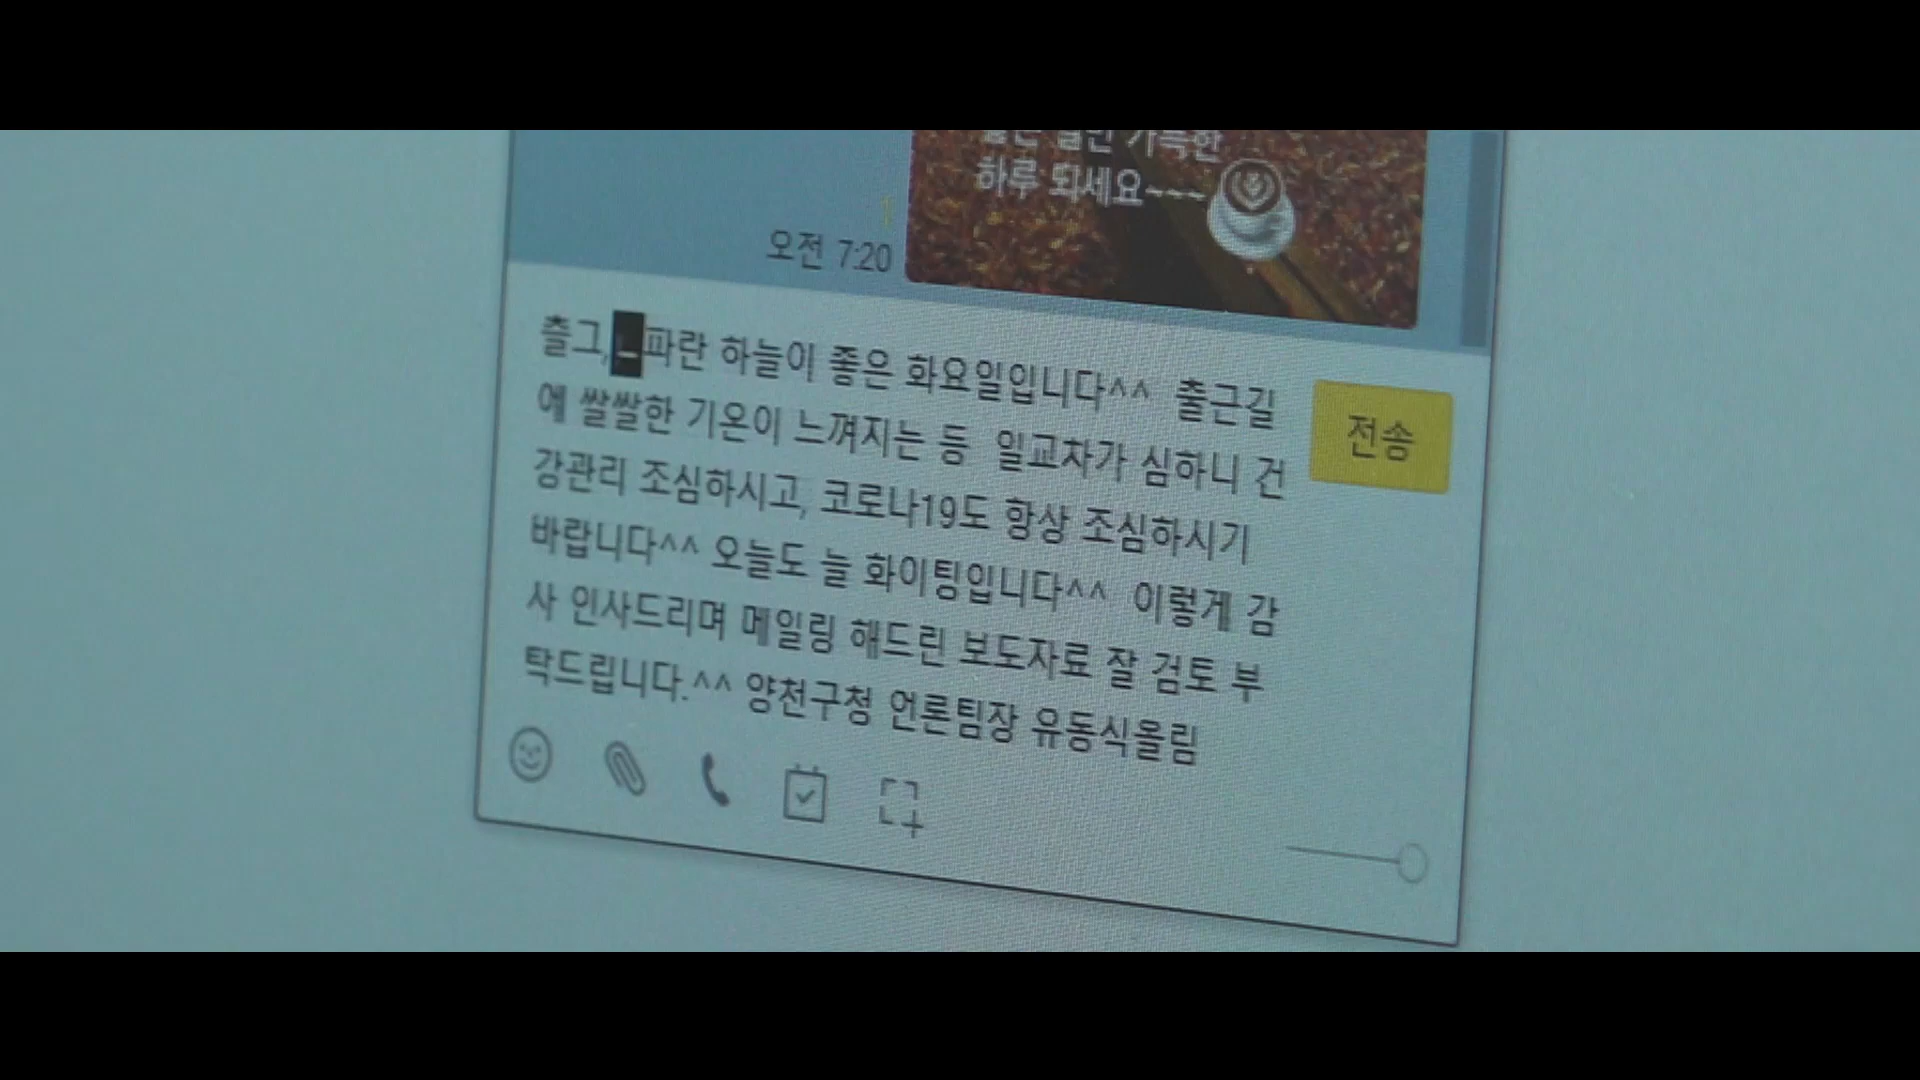 가득한
하루 되세요~~~
1
오전 7:20
출그, 파란 하늘이 좋은 화요일입니다^^ 출근길
에 쌀쌀한 기온이 느껴지는 등 일교차가 심하니 건
강관리 조심하시고, 코로나19도 항상 조심하시기
바랍니다^^ 오늘도 늘 화이팅입니다^^ 이렇게 감
사 인사드리며 메일링 해드린 보도자료 잘 검토 부
탁드립니다.^^ 양천구청 언론팀장 유동식올림
전송